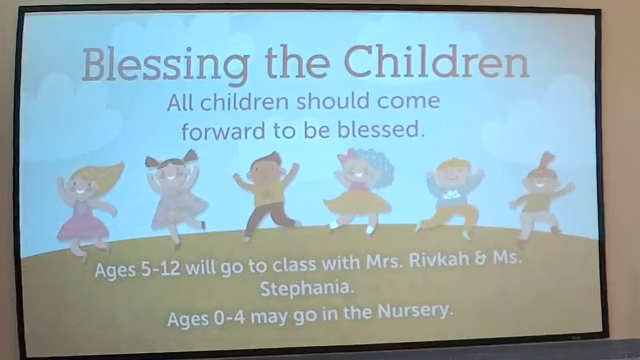 Blessing the Children
All children should come
forward to be blessed.
Ages 5-12 will go to class with Mrs. Rivkah & Ms.
Stephania.
Ages 0-4 may go in the Nursery.